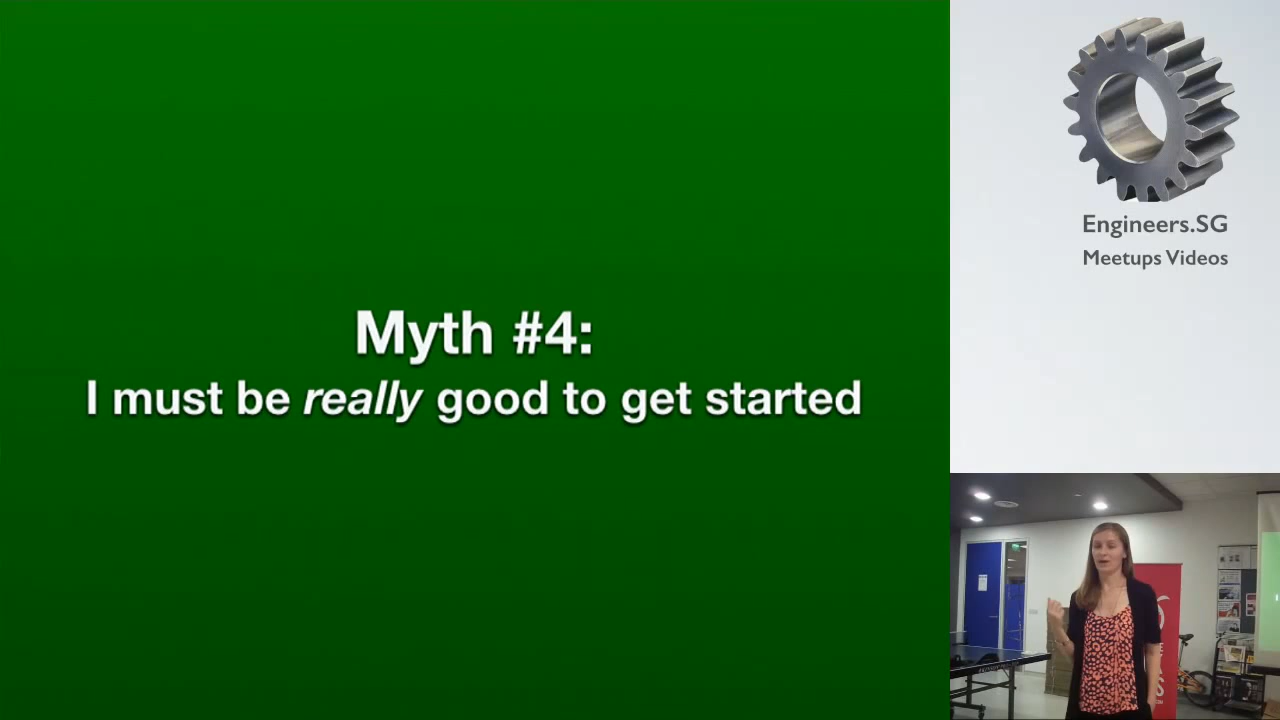 Myth #4:
I must be really good to get started
Engineers.SG
Meetups Videos